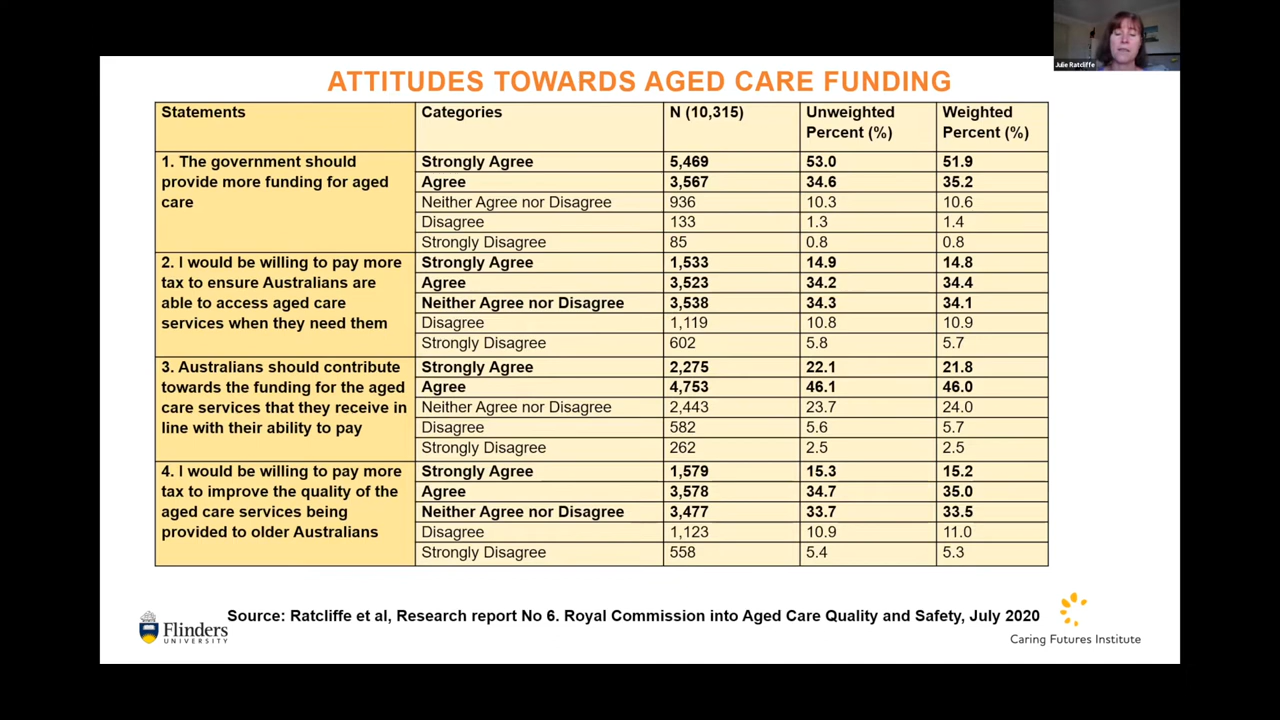 Julie Ratcliffe
ATTITUDES TOWARDS AGED CARE FUNDING
Statements Categories N (10,315) Unweighted Percent (%) Weighted Percent (%)
1. The government should
provide more funding for aged
care
Strongly Agree 5,469 53.0 51.9
Agree 3,567 34.6 35.2
Neither Agree nor Disagree 936 10.3 10.6
Disagree 133 1.3 1.4
Strongly Disagree 85 0.8 0.8
2. I would be willing to pay more
tax to ensure Australians are
able to access aged care
services when they need them
Strongly Agree 1,533 14.9 14.8
Agree 3,523 34.2 34.4
Neither Agree nor Disagree 3,538 34.3 34.1
Disagree 1,119 10.8 10.9
Strongly Disagree 602 5.8 5.7
3. Australians should contribute
towards the funding for the aged
care services that they receive in
line with their ability to pay
Strongly Agree 2,275 22.1 21.8
Agree 4,753 46.1 46.0
Neither Agree nor Disagree 2,443 23.7 24.0
Disagree 582 5.6 5.7
Strongly Disagree 262 2.5 2.5
4. I would be willing to pay more
tax to improve the quality of the
aged care services being
provided to older Australians
Strongly Agree 1,579 15.3 15.2
Agree 3,578 34.7 35.0
Neither Agree nor Disagree 3,477 33.7 33.5
Disagree 1,123 10.9 11.0
Strongly Disagree 558 5.4 5.3
Source: Ratcliffe et al, Research report No 6. Royal Commission into Aged Care Quality and Safety, July 2020
Flinders
UNIVERSITY
Caring Futures Institute